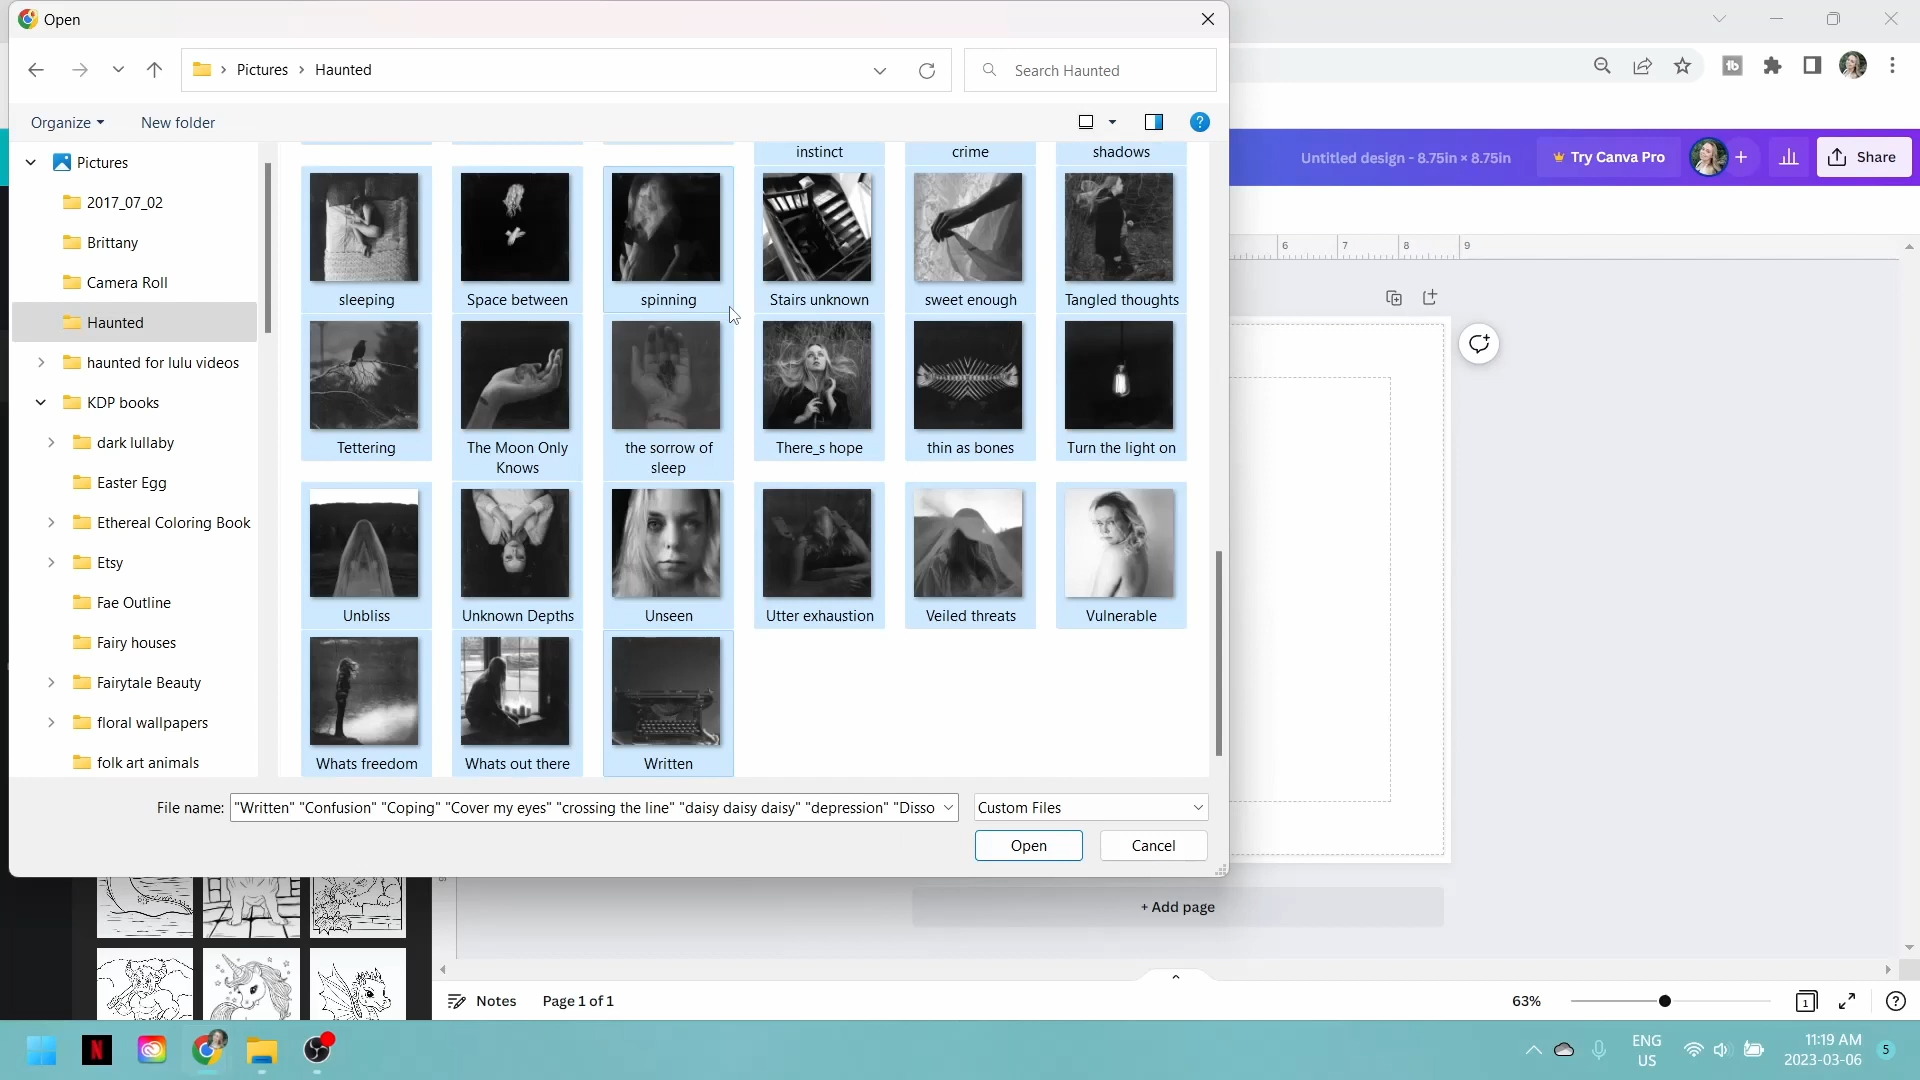 Open
Pictures
Haunted
Search Haunted
Organize
New folder
Pictures
2017_07_02
Brittany
Camera Roll
Haunted
haunted for lulu videos
KDP books
dark lullaby
Easter Egg
Ethereal Coloring Book
Etsy
Fae Outline
Fairy houses
Fairytale Beauty
floral wallpapers
folk art animals
instinct
crime
shadows
sleeping
Space between
spinning
Stairs unknown
sweet enough
Tangled thoughts
Tettering
The Moon Only
Knows
the sorrow of
sleep
There_s hope
thin as bones
Turn the light on
Unbliss
Unknown Depths
Unseen
Utter exhaustion
Veiled threats
Vulnerable
Whats freedom
Whats out there
Written
File name:
"Written" "Confusion" "Coping" "Cover my eyes" "crossing the line" "daisy daisy daisy" "depression" "Disso
Custom Files
Open
Cancel
Untitled design - 8.75in × 8.75in
Try Canva Pro
Share
6
7
8
9
+ Add page
Notes
Page 1 of 1
63%
1
ENG
US
11:19 AM
2023-03-06
5